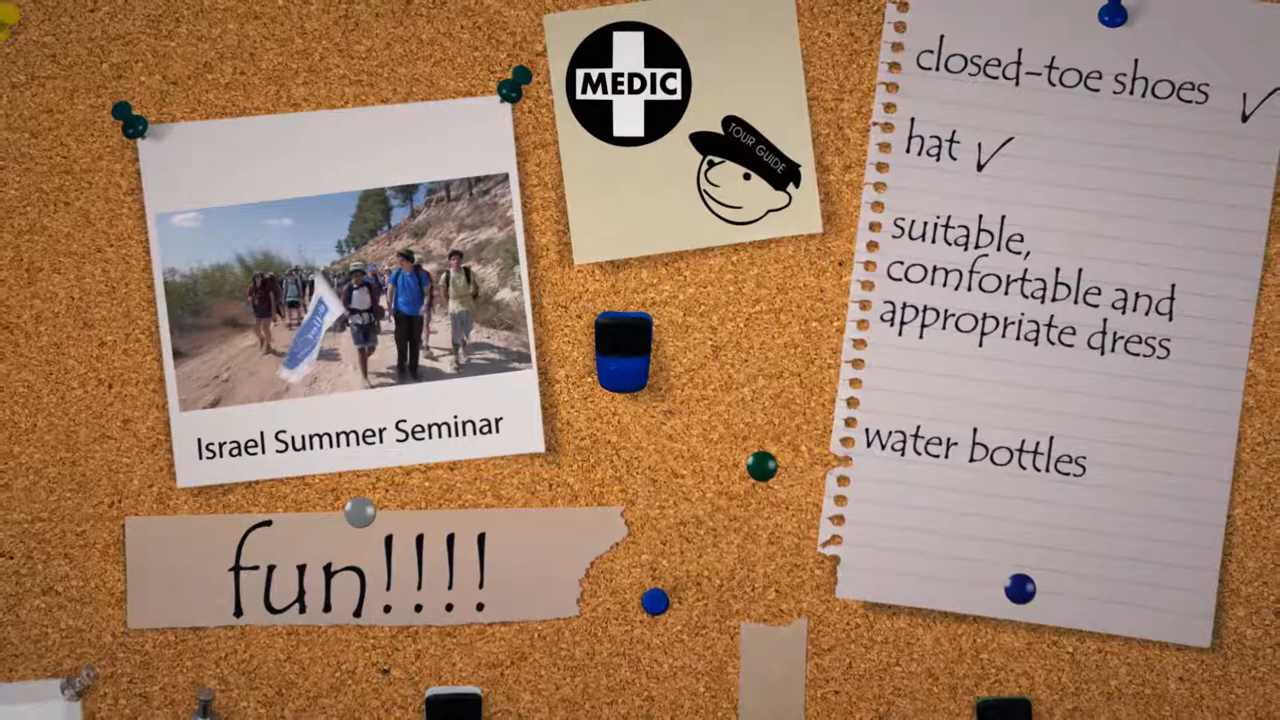 MEDIC
TOUR GUIDE
Israel Summer Seminar
fun!!!!
closed-toe shoes ✓
hat ✓
suitable,
comfortable and
appropriate dress
water bottles